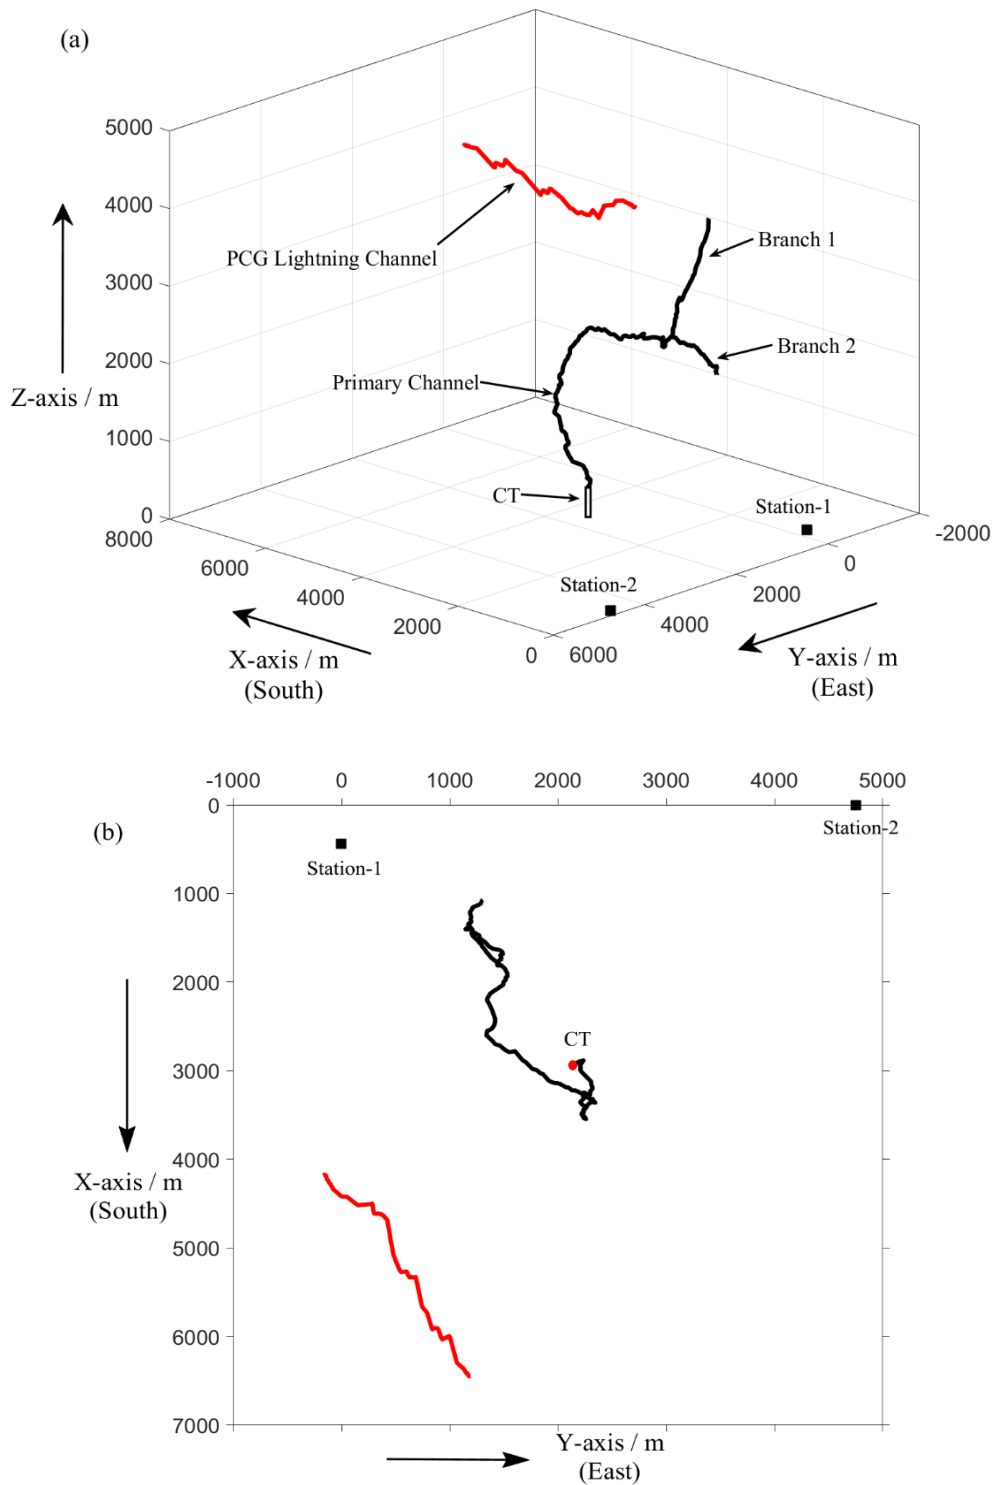 (a)
5000
4000
3000
2000
1000
0
Z-axis / m
PCG Lightning Channel
Branch 1
Branch 2
Primary Channel
CT
Station-1
Station-2
8000
6000
4000
2000
0
X-axis / m
(South)
6000
4000
2000
0
-2000
Y-axis / m
(East)
(b)
-1000 0 1000 2000 3000 4000 5000
0
1000
2000
3000
4000
5000
6000
7000
Station-1
Station-2
CT
X-axis / m
(South)
Y-axis / m
(East)